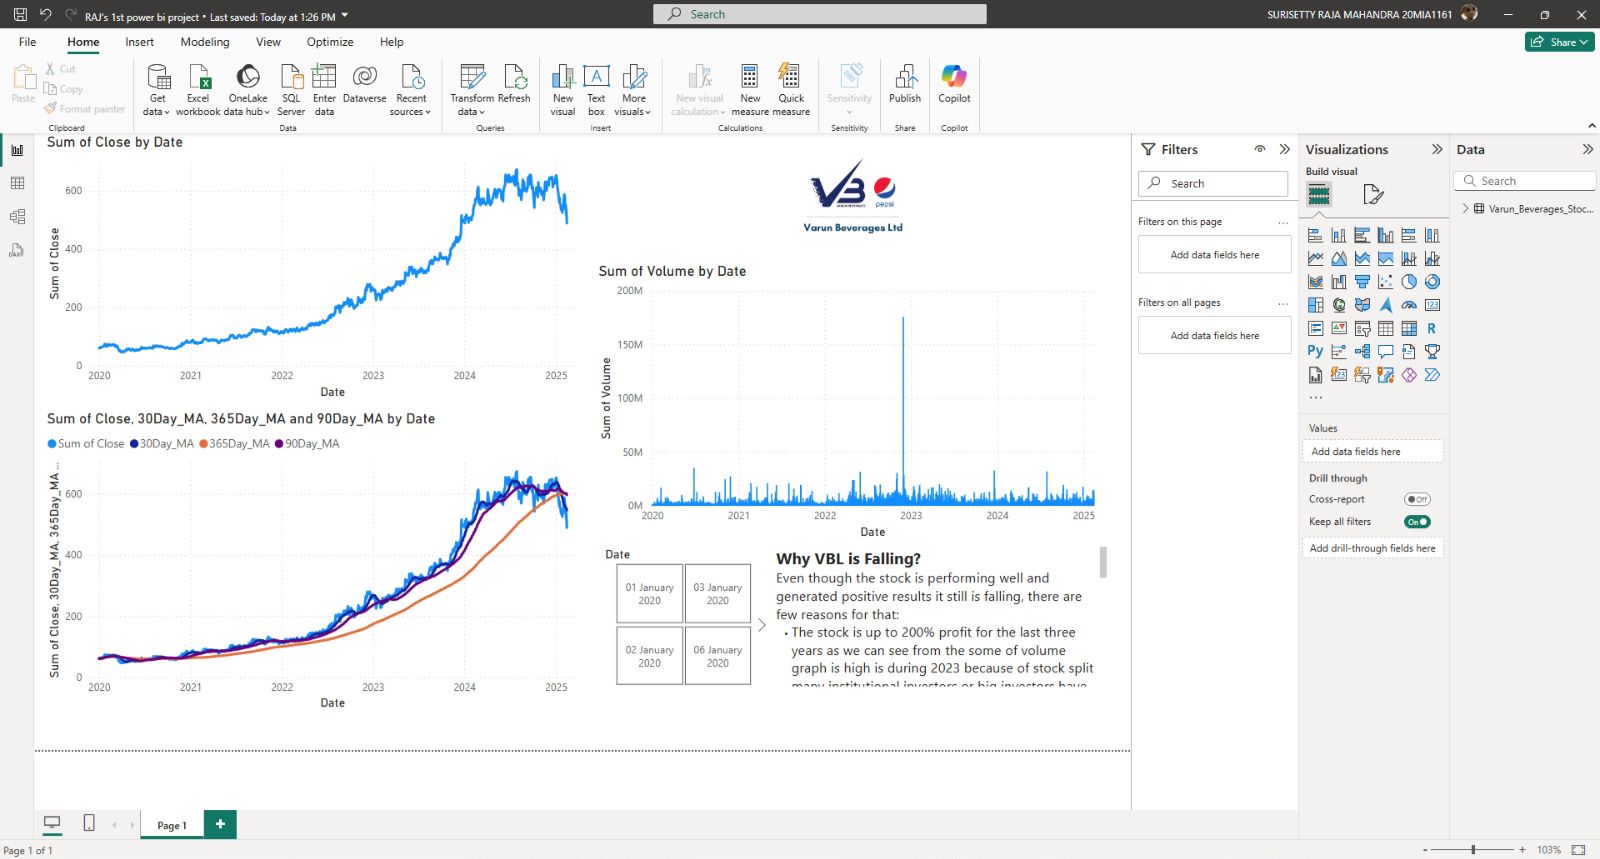 RAJ's 1st power bi project • Last saved: Today at 1:26 PM
Search
SURISETTY RAJA MAHANDRA 20MIA1161
File Home Insert Modeling View Optimize Help
Share
Paste
Cut
Copy
Format painter
Clipboard
Get data
Excel workbook
OneLake data hub
SQL Server
Enter data
Dataverse
Recent sources
Data
Transform data
Refresh
Queries
New visual
Text box
More visuals
Insert
New visual calculation
New measure
Quick measure
Calculations
Sensitivity
Sensitivity
Publish
Share
Copilot
Copilot
Sum of Close by Date
Sum of Close
600
400
200
0
2020 2021 2022 2023 2024 2025
Date
Sum of Close, 30Day_MA, 365Day_MA and 90Day_MA by Date
Sum of Close 30Day_MA 365Day_MA 90Day_MA
Sum of Close, 30Day_MA, 365Day_MA ...
600
400
200
0
2020 2021 2022 2023 2024 2025
Date
VB
pepsi
Varun Beverages Ltd
Sum of Volume by Date
Sum of Volume
200M
150M
100M
50M
0M
2020 2021 2022 2023 2024 2025
Date
Date
01 January 2020
03 January 2020
02 January 2020
06 January 2020
Why VBL is Falling?
Even though the stock is performing well and
generated positive results it still is falling, there are
few reasons for that:
• The stock is up to 200% profit for the last three
years as we can see from the some of volume
graph is high is during 2023 because of stock split
many institutional investors or big investors have
Filters
Search
Filters on this page ...
Add data fields here
Filters on all pages ...
Add data fields here
Visualizations
Build visual
123
R
Py
...
Values
Add data fields here
Drill through
Cross-report Off
Keep all filters On
Add drill-through fields here
Data
Search
Varun_Beverages_Stoc...
Page 1
+
Page 1 of 1
- + 103%